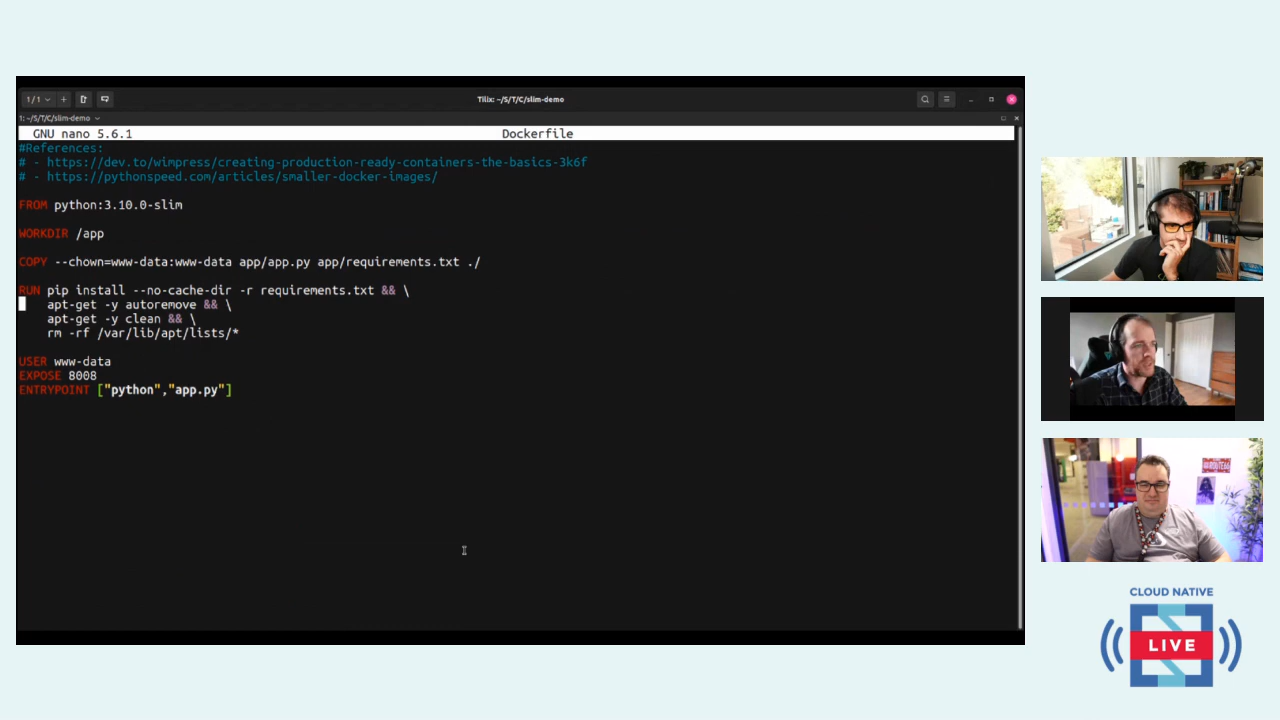 1/1
Tilix: ~/S/T/C/slim-demo
1: ~/S/T/C/slim-demo
GNU nano 5.6.1 Dockerfile
#References:
# - https://dev.to/wimpress/creating-production-ready-containers-the-basics-3k6f
# - https://pythonspeed.com/articles/smaller-docker-images/
FROM python:3.10.0-slim
WORKDIR /app
COPY --chown=www-data:www-data app/app.py app/requirements.txt ./
RUN pip install --no-cache-dir -r requirements.txt && \
apt-get -y autoremove && \
apt-get -y clean && \
rm -rf /var/lib/apt/lists/*
USER www-data
EXPOSE 8008
ENTRYPOINT ["python","app.py"]
CLOUD NATIVE
LIVE